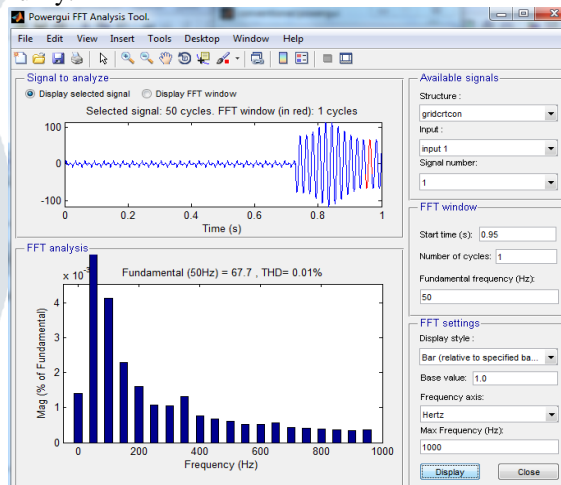 Powergui FFT Analysis Tool.
File Edit View Insert Tools Desktop Window Help
Signal to analyze
Display selected signal Display FFT window
Selected signal: 50 cycles. FFT window (in red): 1 cycles
100
0
-100
0 0.2 0.4 0.6 0.8 1
Time (s)
FFT analysis
x 10-3
Fundamental (50Hz) = 67.7 , THD= 0.01%
4
3
2
1
0
Mag (% of Fundamental)
0 200 400 600 800 1000
Frequency (Hz)
Available signals
Structure :
gridcrtcon
Input :
input 1
Signal number:
1
FFT window
Start time (s): 0.95
Number of cycles: 1
Fundamental frequency (Hz):
50
FFT settings
Display style :
Bar (relative to specified ba...
Base value: 1.0
Frequency axis:
Hertz
Max Frequency (Hz):
1000
Display Close